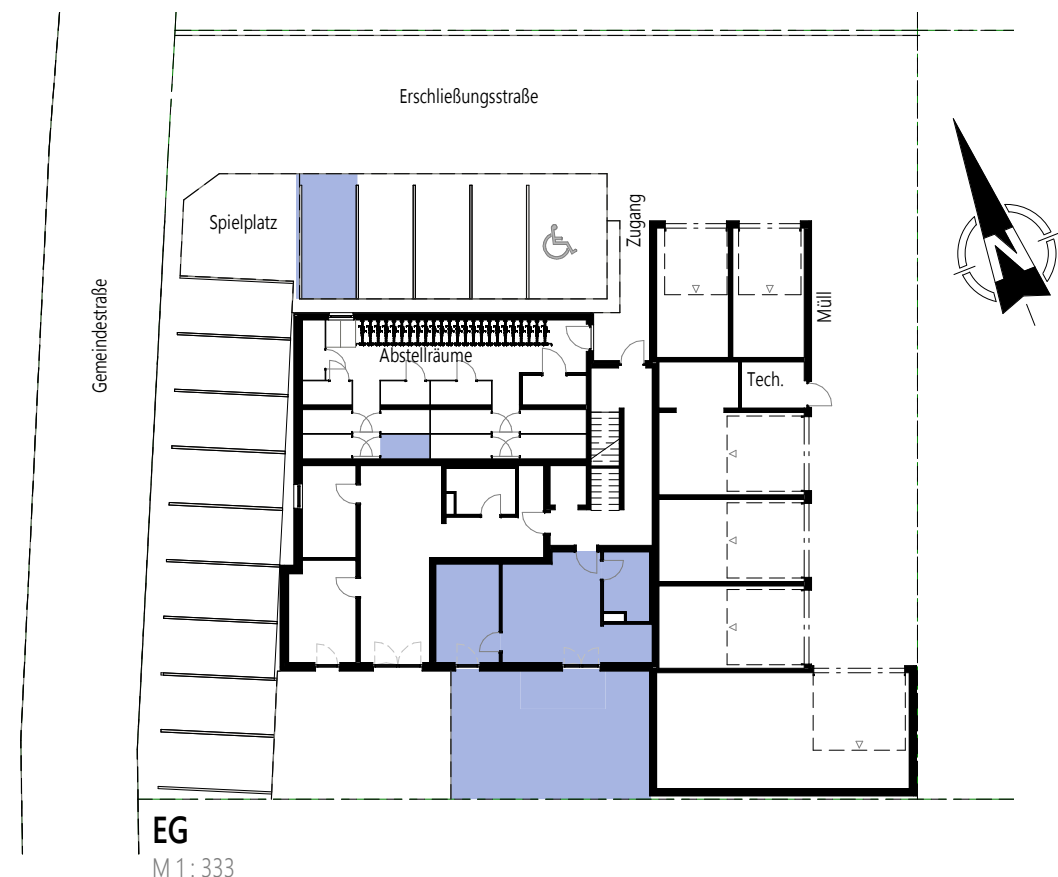 Erschließungsstraße
Spielplatz
Zugang
Gemeindestraße
Müll
Abstellräume
Tech.
EG
M 1 : 333